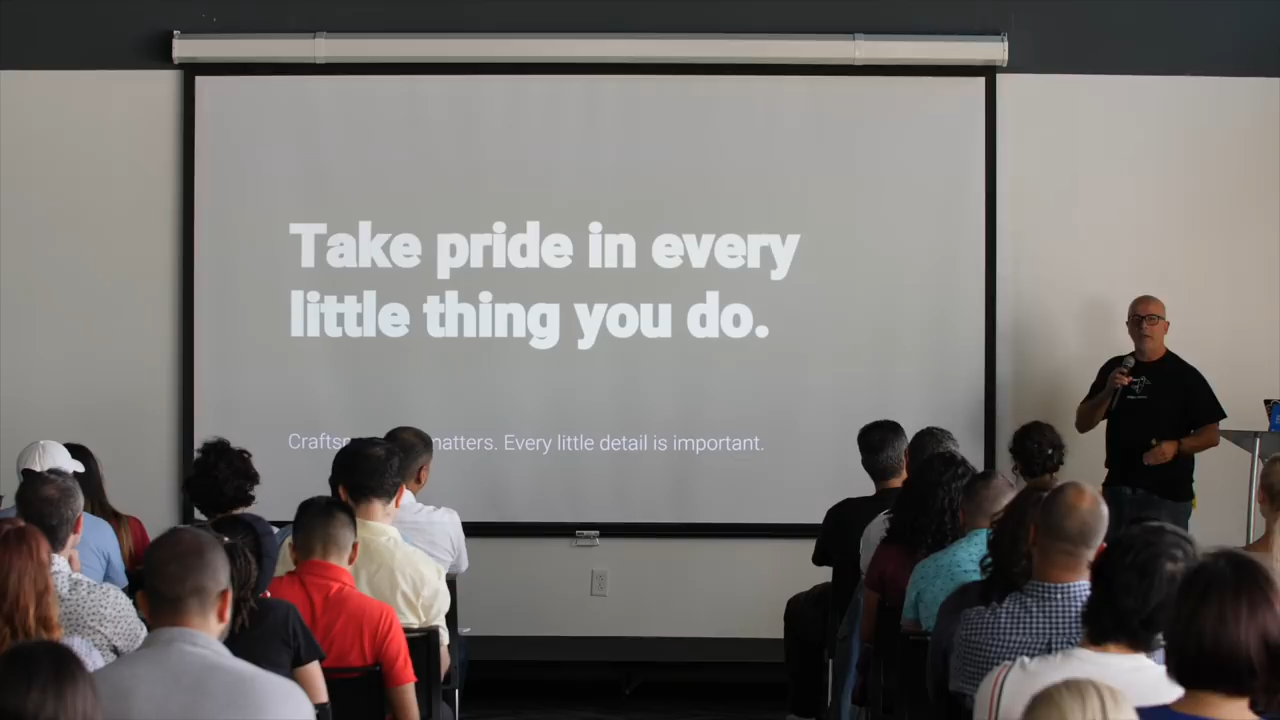 Take pride in every
little thing you do.
matters. Every little detail is important.